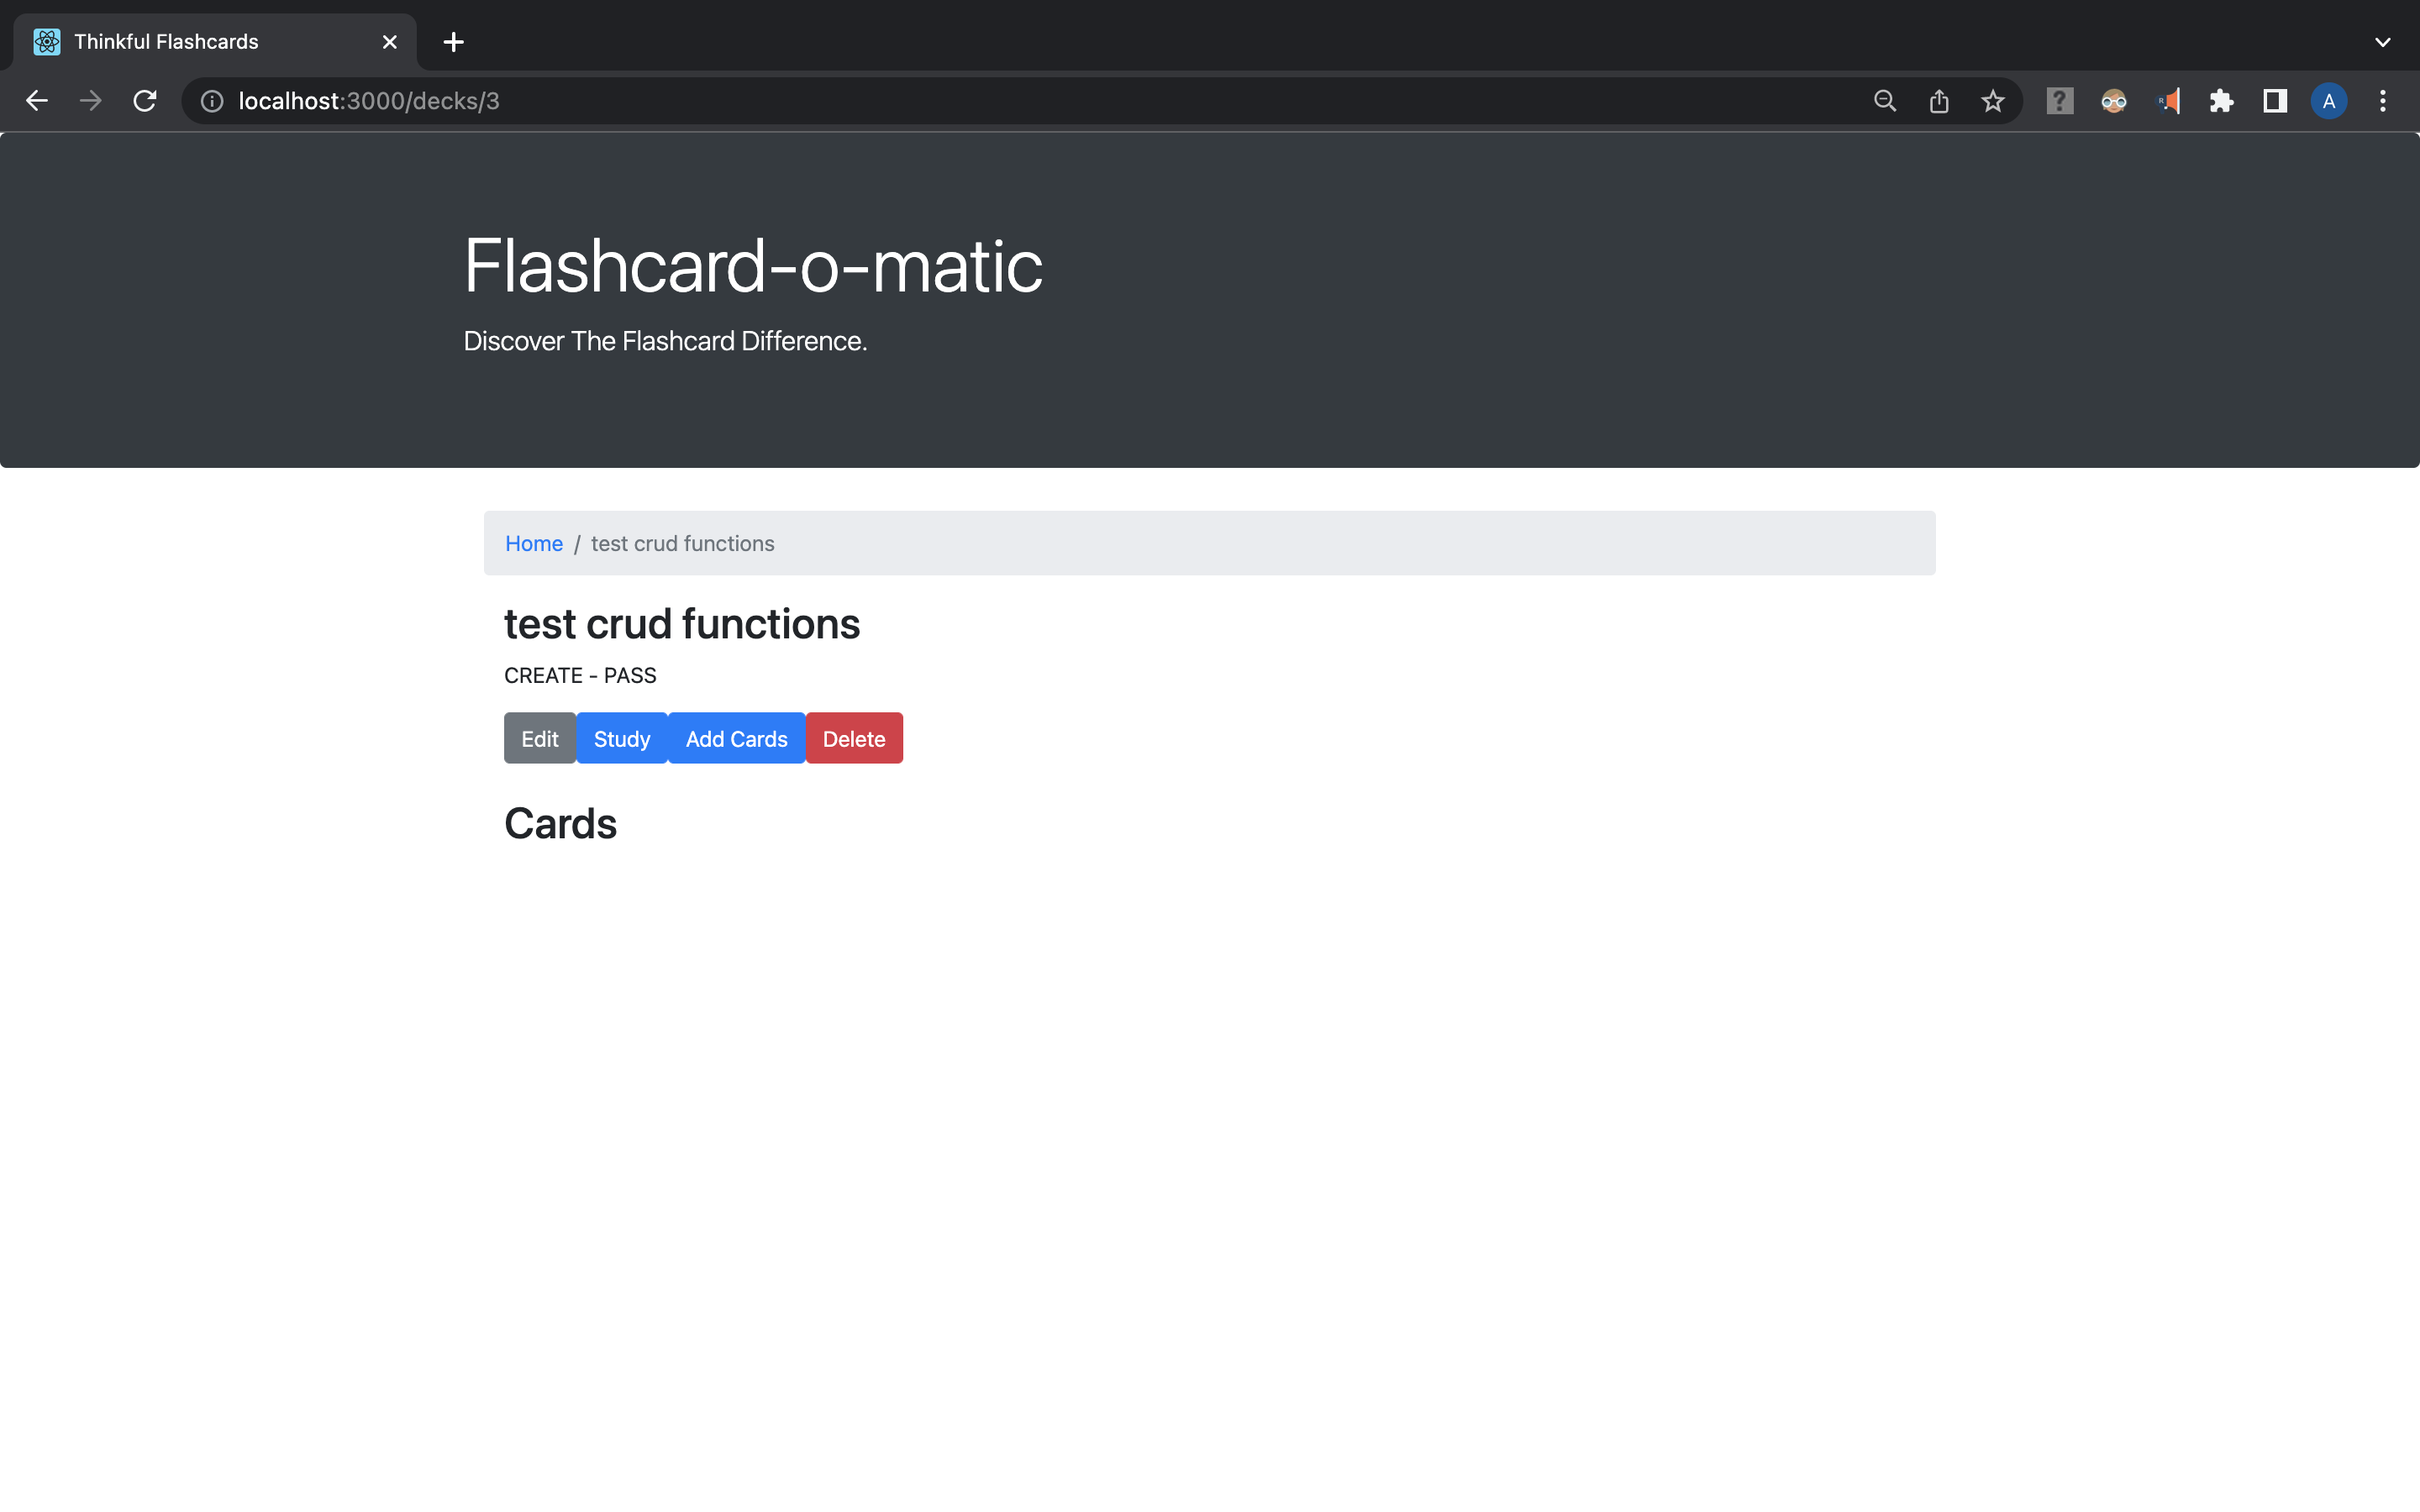 Thinkful Flashcards
localhost:3000/decks/3
A
Flashcard-o-matic
Discover The Flashcard Difference.
Home / test crud functions
test crud functions
CREATE - PASS
Edit Study Add Cards Delete
Cards